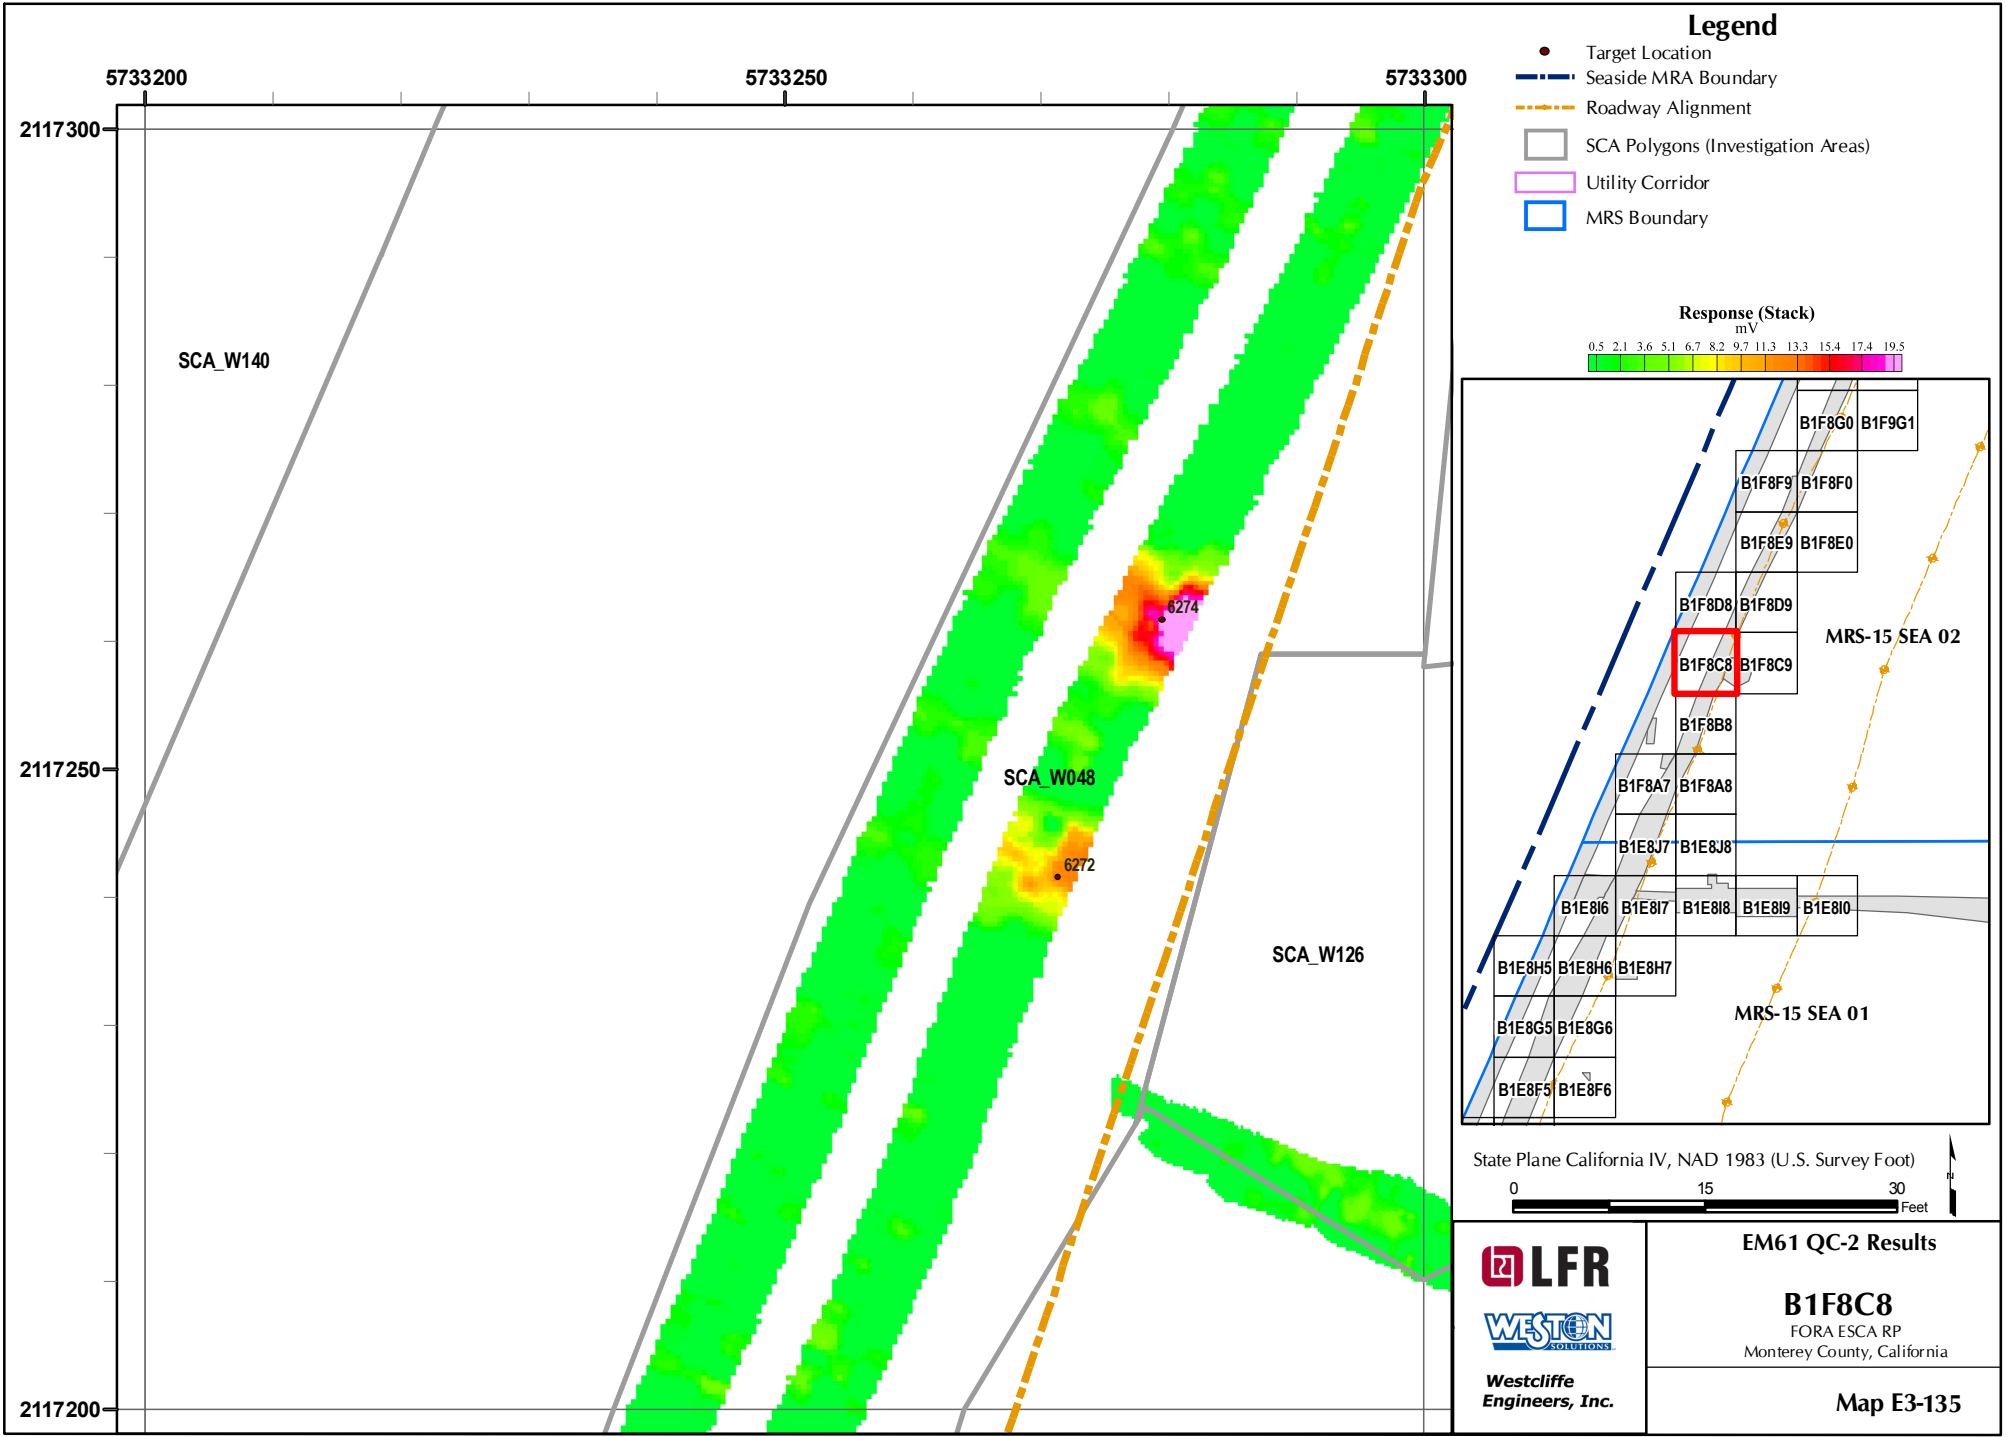 Legend
Target Location
Seaside MRA Boundary
Roadway Alignment
SCA Polygons (Investigation Areas)
Utility Corridor
MRS Boundary
5733200
5733250
5733300
2117300
2117250
2117200
SCA_W140
6274
SCA_W048
6272
SCA_W126
Response (Stack)
mV
0.5 2.1 3.6 5.1 6.7 8.2 9.7 11.3 13.3 15.4 17.4 19.5
B1F8G0 B1F9G1
B1F8F9 B1F8F0
B1F8E9 B1F8E0
B1F8D8 B1F8D9
MRS-15 SEA 02
B1F8C8 B1F8C9
B1F8B8
B1F8A7 B1F8A8
B1E8J7 B1E8J8
B1E8I6 B1E8I7 B1E8I8 B1E8I9 B1E8I0
B1E8H5 B1E8H6 B1E8H7
MRS-15 SEA 01
B1E8G5 B1E8G6
B1E8F5 B1E8F6
State Plane California IV, NAD 1983 (U.S. Survey Foot)
0 15 30
Feet
N
LFR
WESTON
SOLUTIONS
Westcliffe
Engineers, Inc.
EM61 QC-2 Results
B1F8C8
FORA ESCA RP
Monterey County, California
Map E3-135